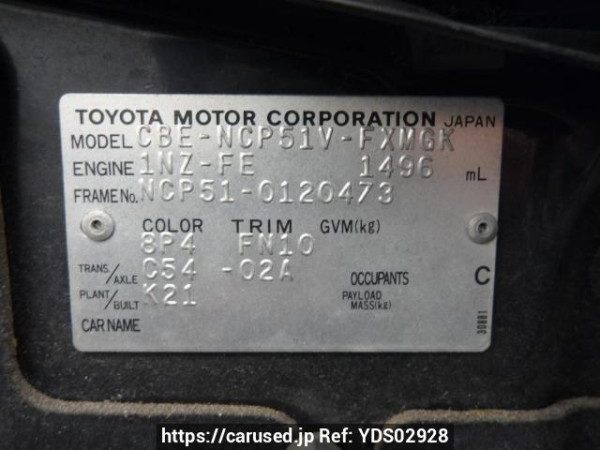 TOYOTA MOTOR CORPORATION JAPAN
MODEL CBE-NCP51V-FXMGK
ENGINE 1NZ-FE 1496 mL
FRAME No. NCP51-0120473
COLOR TRIM GVM(kg)
8P4 FN10
TRANS./AXLE C54 -02A OCCUPANTS C
PLANT/BUILT K21 PAYLOAD MASS(kg)
CAR NAME
30881
https://carused.jp Ref: YDS02928